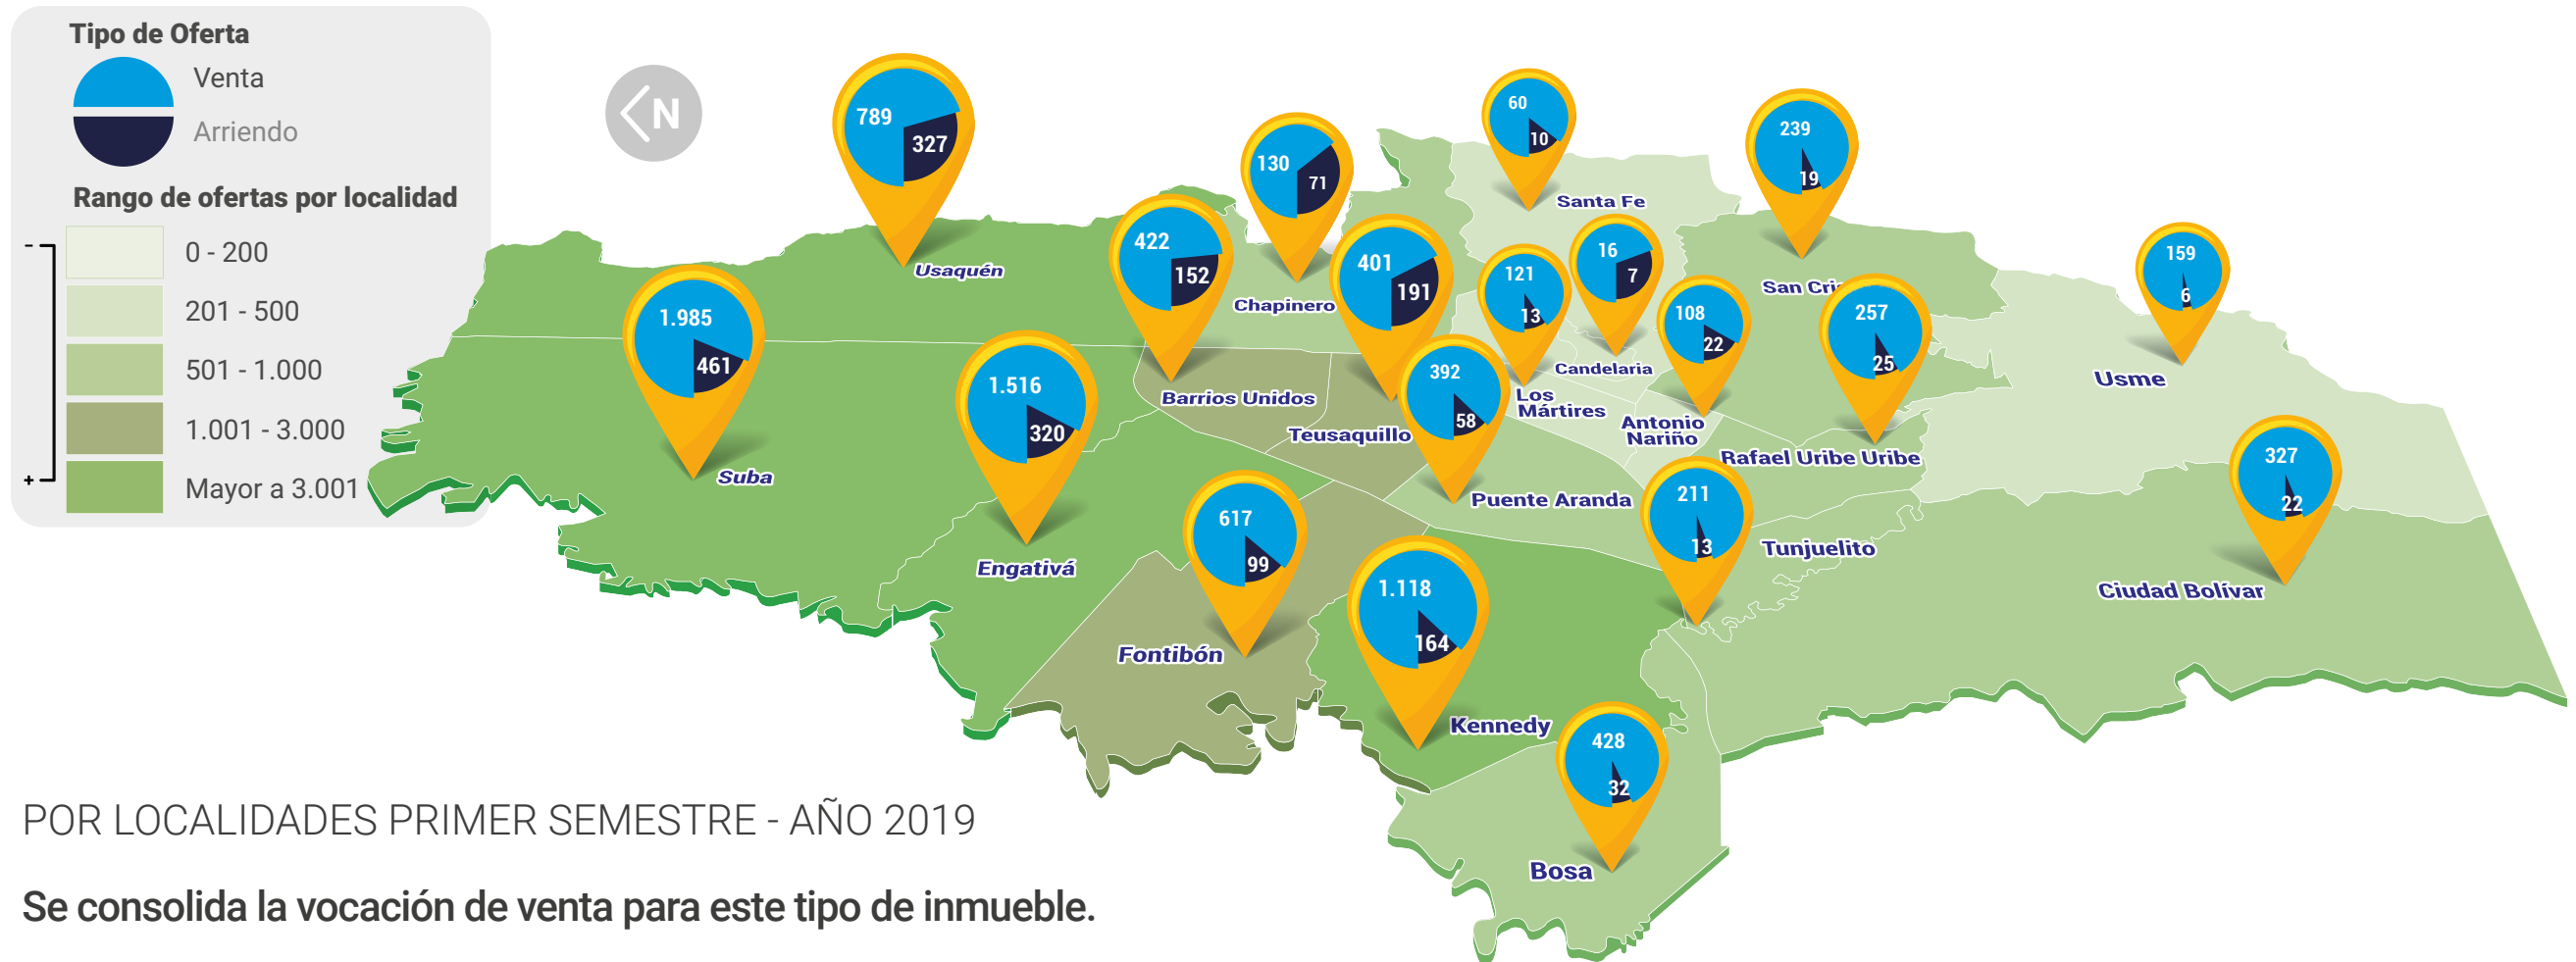 Tipo de Oferta
Venta
Arriendo
Rango de ofertas por localidad
-
0 - 200
201 - 500
501 - 1.000
1.001 - 3.000
+
Mayor a 3.001
N
789
327
Usaquén
1.985
461
Suba
422
152
Barrios Unidos
130
71
Chapinero
401
191
Teusaquillo
1.516
320
Engativá
617
99
Fontibón
60
10
Santa Fe
121
13
Los
Mártires
16
7
Candelaria
392
58
Puente Aranda
108
22
Antonio
Nariño
239
19
San Cri
257
25
Rafael Uribe Uribe
211
13
Tunjuelito
159
6
Usme
327
22
Ciudad Bolívar
1.118
164
Kennedy
428
32
Bosa
POR LOCALIDADES PRIMER SEMESTRE - AÑO 2019
Se consolida la vocación de venta para este tipo de inmueble.